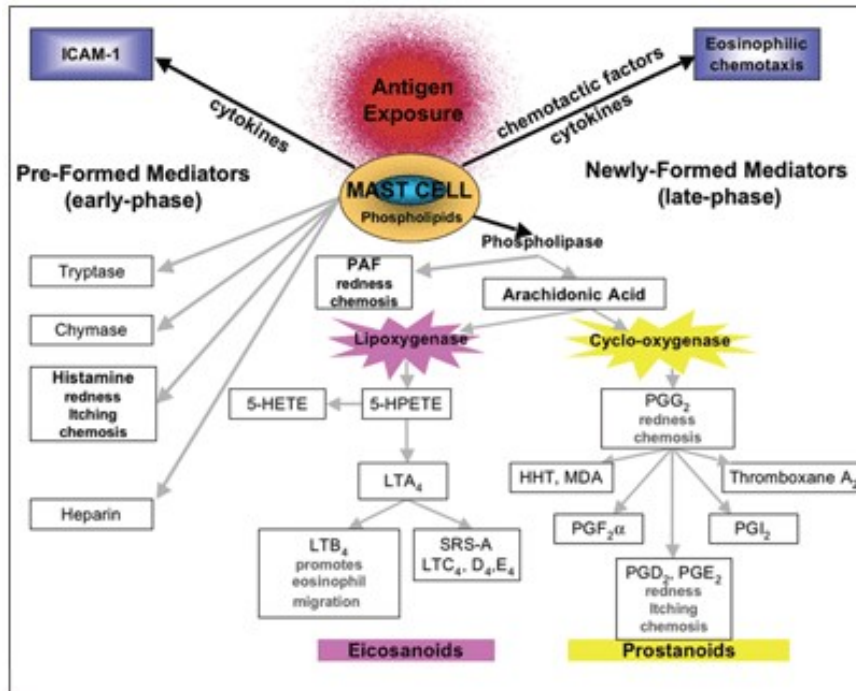 ICAM-1
Antigen
Exposure
Eosinophilic
chemotaxis
cytokines
chemotactic factors
cytokines
Pre-Formed Mediators
(early-phase)
MAST CELL
Phospholipids
Newly-Formed Mediators
(late-phase)
Phospholipase
Tryptase
PAF
redness
chemosis
Arachidonic Acid
Chymase
Lipoxygenase
Cyclo-oxygenase
Histamine
redness
Itching
chemosis
5-HETE
5-HPETE
PGG₂
redness
chemosis
LTA₄
HHT, MDA
Thromboxane A₂
Heparin
PGF₂α
PGI₂
LTB₄
promotes
eosinophil
migration
SRS-A
LTC₄, D₄,E₄
PGD₂, PGE₂
redness
Itching
chemosis
Eicosanoids
Prostanoids